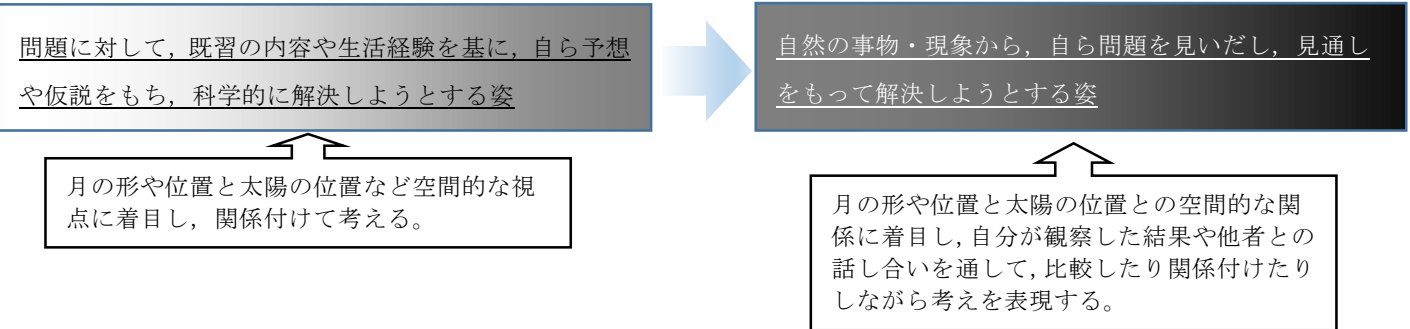 問題に対して，既習の内容や生活経験を基に，自ら予想
や仮説をもち，科学的に解決しようとする姿
月の形や位置と太陽の位置など空間的な視
点に着目し，関係付けて考える。
自然の事物・現象から，自ら問題を見いだし，見通し
をもって解決しようとする姿
月の形や位置と太陽の位置との空間的な関
係に着目し，自分が観察した結果や他者との
話し合いを通して，比較したり関係付けたり
しながら考えを表現する。